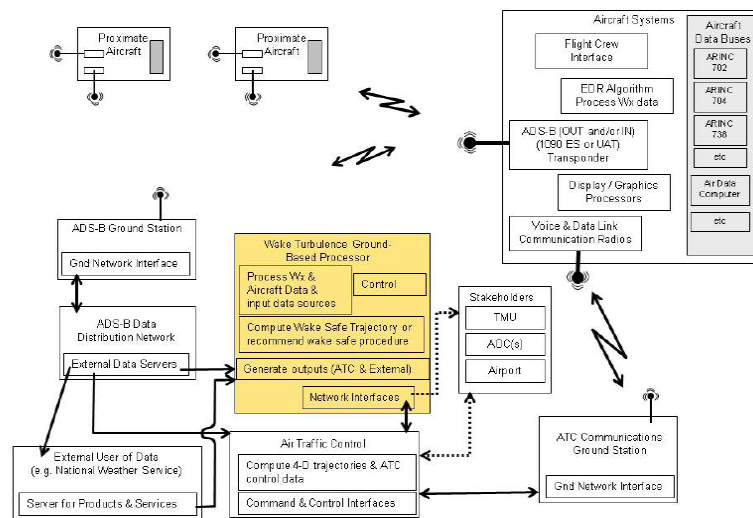 Proximate
Aircraft
Proximate
Aircraft
Aircraft Systems
Flight Crew
Interface
EDR Algorithm
Process Wx data
ADS-B (OUT and/or IN)
(1090 ES or UAT)
Transponder
Display / Graphics
Processors
Voice & Data Link
Communication Radios
Aircraft
Data Buses
ARINC
702
ARINC
704
ARINC
738
etc
Air Data
Computer
etc
ADS-B Ground Station
Gnd Network Interface
ADS-B Data
Distribution Network
External Data Servers
External User of Data
(e.g. National Weather Service)
Server for Products & Services
Wake Turbulence Ground-
Based Processor
Process Wx &
Aircraft Data &
input data sources
Control
Compute Wake Safe Trajectory or
recommend wake safe procedure
Generate outputs (ATC & External)
Network Interfaces
Air Traffic Control
Compute 4-D trajectories & ATC
control data
Command & Control Interfaces
Stakeholders
TMU
AOC(s)
Airport
ATC Communications
Ground Station
Gnd Network Interface